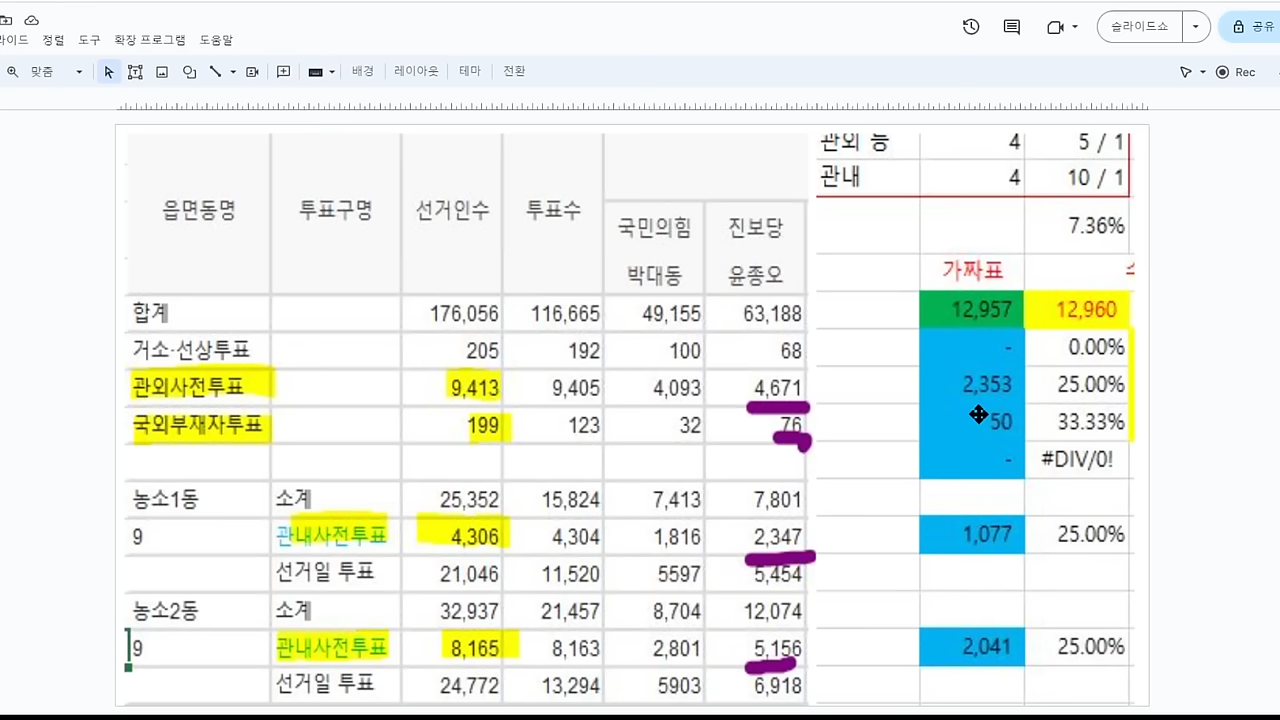 라이드 정렬 도구 확장 프로그램 도움말
슬라이드쇼 공유
맞춤 배경 레이아웃 테마 전환 Rec
관외 등 4 5 / 1
관내 4 10 / 1
읍면동명 투표구명 선거인수 투표수 국민의힘 진보당 7.36%
박대동 윤종오 가짜표
합계 176,056 116,665 49,155 63,188 12,957 12,960
거소·선상투표 205 192 100 68 - 0.00%
관외사전투표 9,413 9,405 4,093 4,671 2,353 25.00%
국외부재자투표 199 123 32 76 50 33.33%
- #DIV/0!
농소1동 소계 25,352 15,824 7,413 7,801
9 관내사전투표 4,306 4,304 1,816 2,347 1,077 25.00%
선거일 투표 21,046 11,520 5597 5,454
농소2동 소계 32,937 21,457 8,704 12,074
9 관내사전투표 8,165 8,163 2,801 5,156 2,041 25.00%
선거일 투표 24,772 13,294 5903 6,918